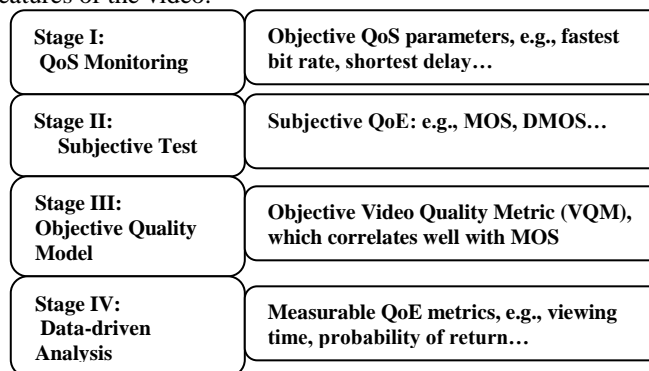 eatures of the video.
Stage I:
QoS Monitoring
Objective QoS parameters, e.g., fastest
bit rate, shortest delay…
Stage II:
Subjective Test
Subjective QoE: e.g., MOS, DMOS…
Stage III:
Objective Quality
Model
Objective Video Quality Metric (VQM),
which correlates well with MOS
Stage IV:
Data-driven
Analysis
Measurable QoE metrics, e.g., viewing
time, probability of return…